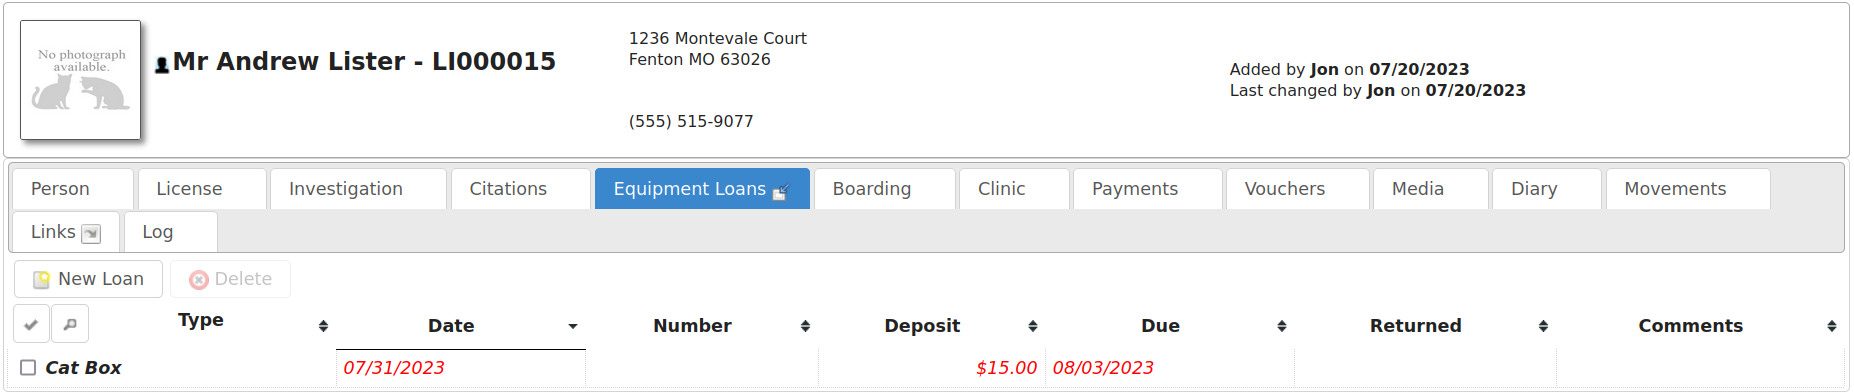 No photograph
available.
Mr Andrew Lister - LI000015
1236 Montevale Court
Fenton MO 63026
(555) 515-9077
Added by Jon on 07/20/2023
Last changed by Jon on 07/20/2023
Person License Investigation Citations Equipment Loans Boarding Clinic Payments Vouchers Media Diary Movements
Links Log
New Loan Delete
Type Date Number Deposit Due Returned Comments
Cat Box 07/31/2023 $15.00 08/03/2023